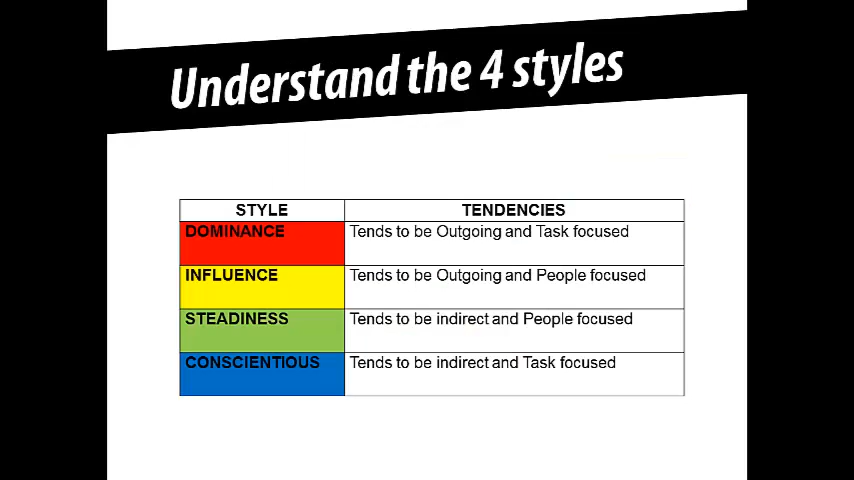 Understand the 4 styles
STYLE TENDENCIES
DOMINANCE Tends to be Outgoing and Task focused
INFLUENCE Tends to be Outgoing and People focused
STEADINESS Tends to be indirect and People focused
CONSCIENTIOUS Tends to be indirect and Task focused